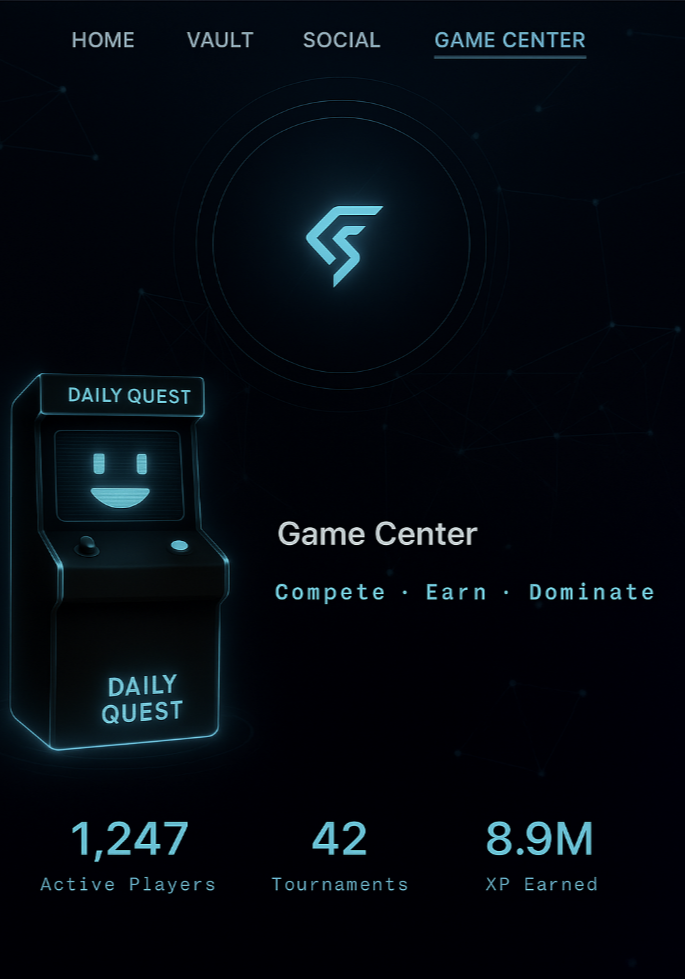 HOME VAULT SOCIAL GAME CENTER
DAILY QUEST
Game Center
Compete · Earn · Dominate
DAILY
QUEST
1,247 42 8.9M
Active Players Tournaments XP Earned